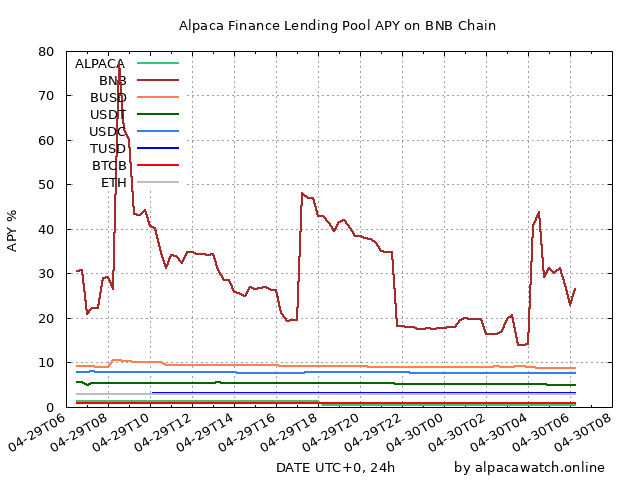 Alpaca Finance Lending Pool APY on BNB Chain
80
70
60
50
40
30
20
10
0
APY %
ALPACA
BNB
BUSD
USDT
USDC
TUSD
BTCB
ETH
04-29T06
04-29T08
04-29T10
04-29T12
04-29T14
04-29T16
04-29T18
04-29T20
04-29T22
04-30T00
04-30T02
04-30T04
04-30T06
04-30T08
DATE UTC+0, 24h
by alpacawatch.online